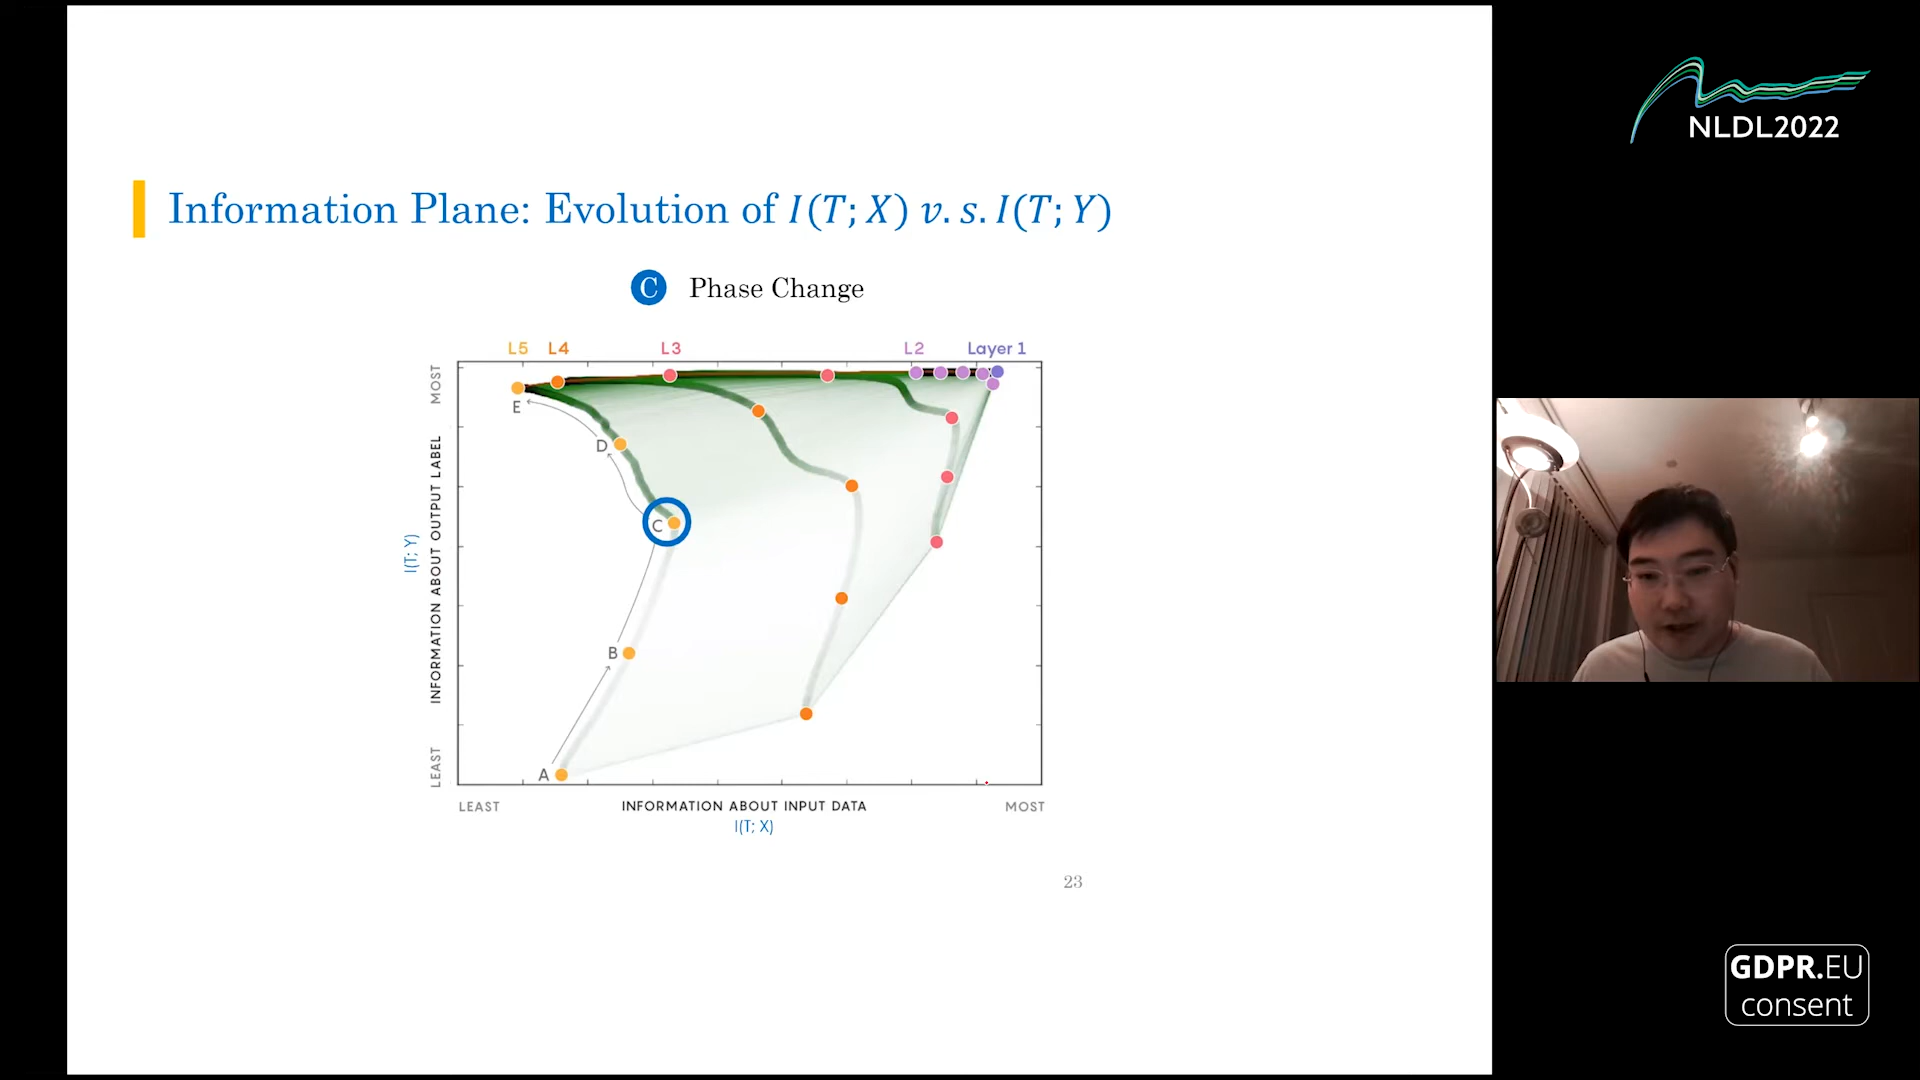 NLDL2022
Information Plane: Evolution of I(T; X) v. s. I(T; Y)
C Phase Change
L5 L4 L3 L2 Layer 1
MOST
E
D
C
B
A
LEAST
I(T; Y)
INFORMATION ABOUT OUTPUT LABEL
LEAST INFORMATION ABOUT INPUT DATA MOST
I(T; X)
23
GDPR.EU
consent